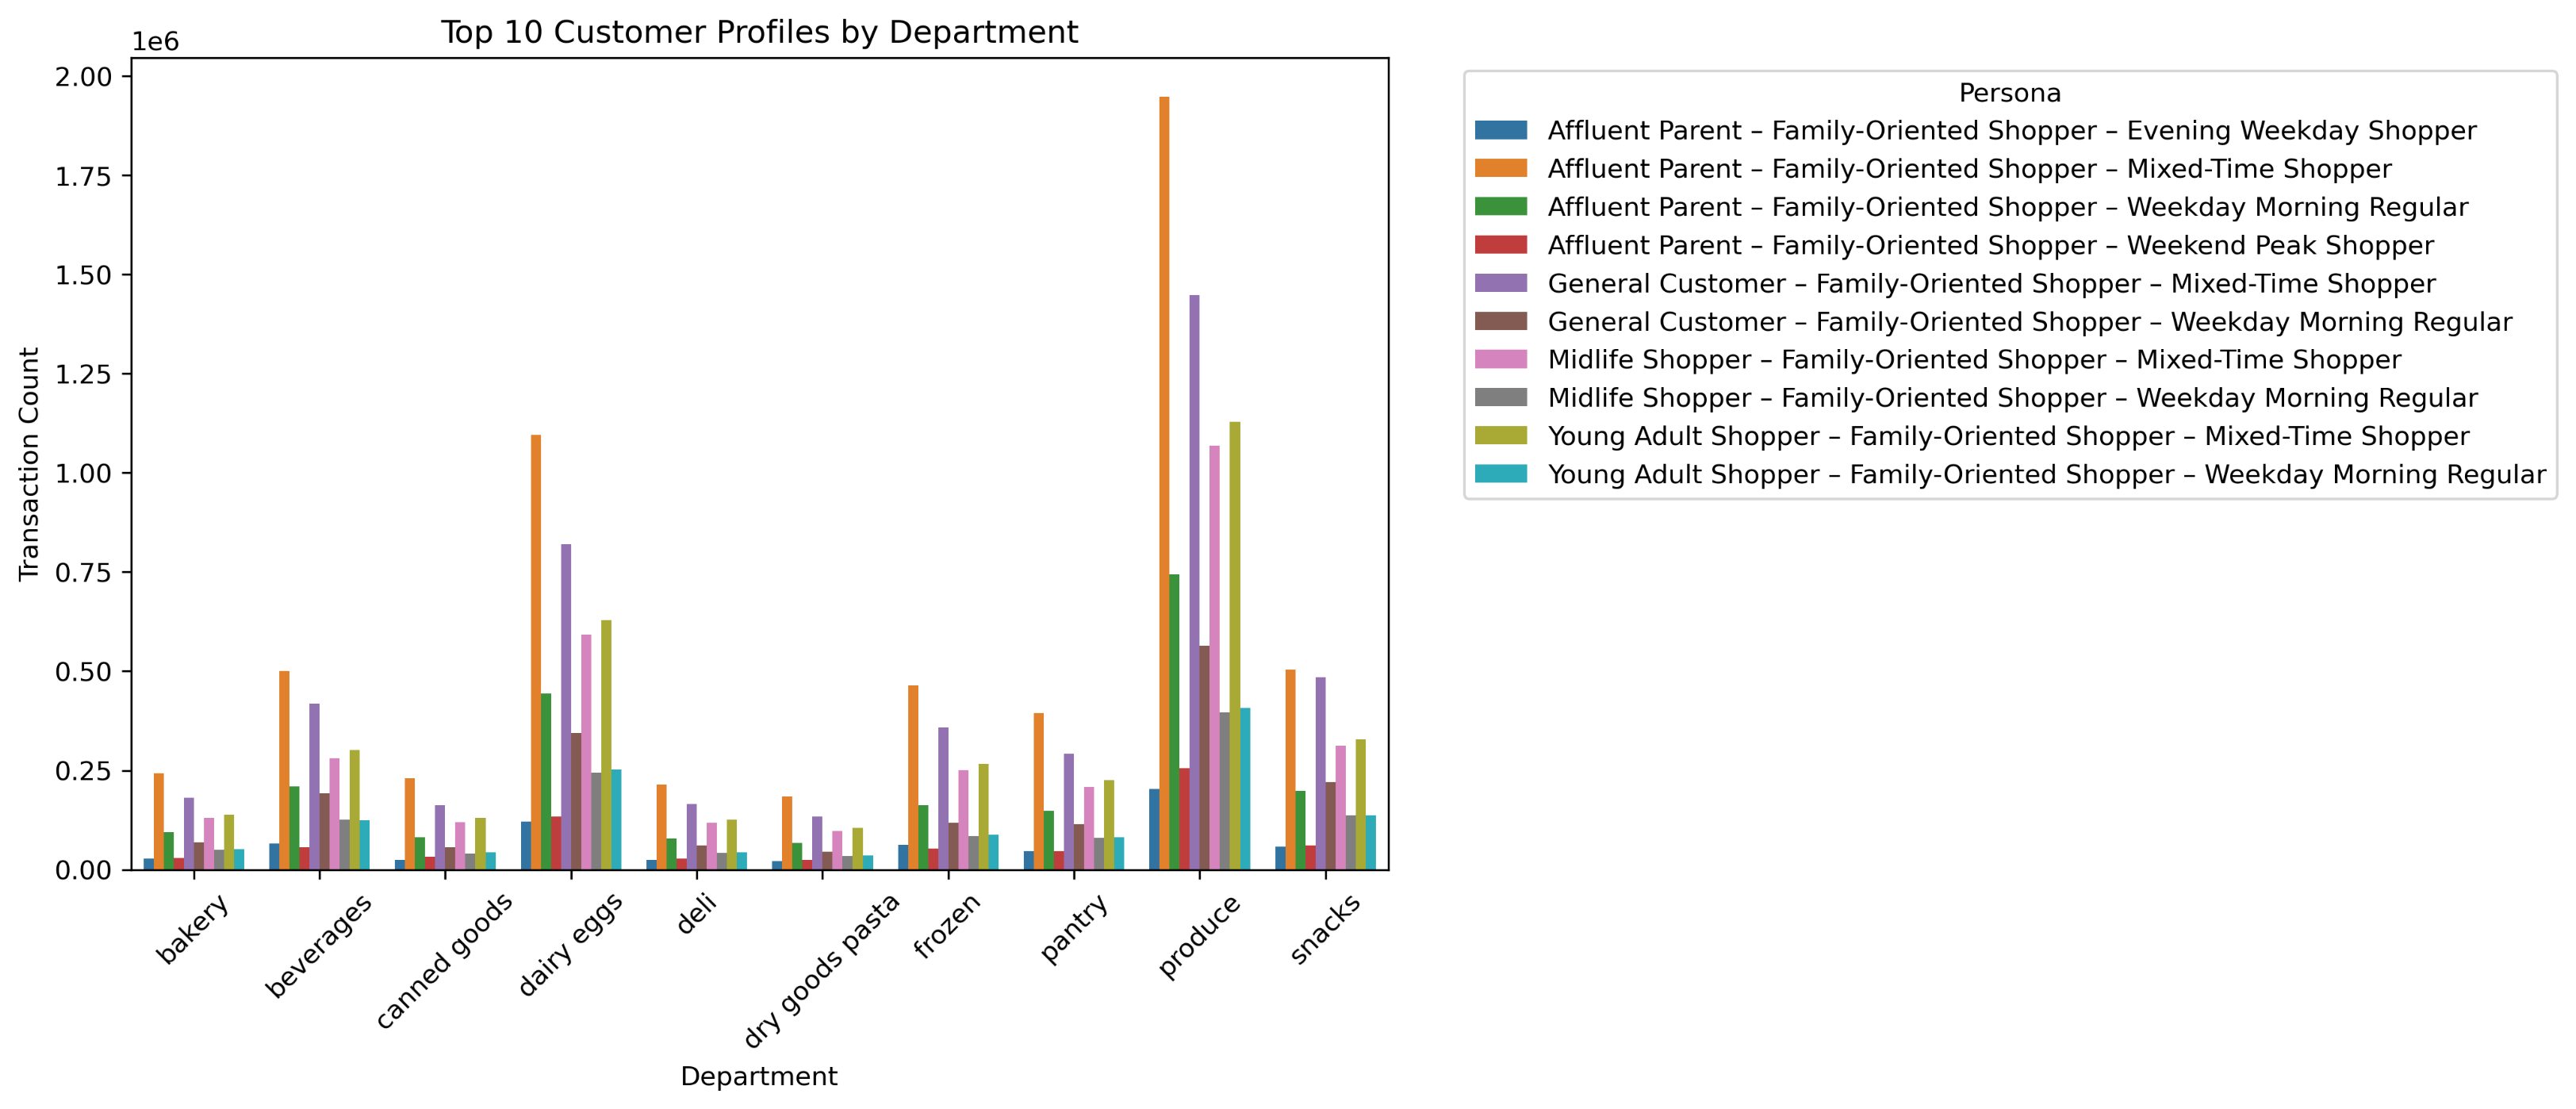 Top 10 Customer Profiles by Department
1e6
2.00
1.75
1.50
1.25
1.00
0.75
0.50
0.25
0.00
Transaction Count
bakery
beverages
canned goods
dairy eggs
deli
dry goods pasta
frozen
pantry
produce
snacks
Department
Persona
Affluent Parent – Family-Oriented Shopper – Evening Weekday Shopper
Affluent Parent – Family-Oriented Shopper – Mixed-Time Shopper
Affluent Parent – Family-Oriented Shopper – Weekday Morning Regular
Affluent Parent – Family-Oriented Shopper – Weekend Peak Shopper
General Customer – Family-Oriented Shopper – Mixed-Time Shopper
General Customer – Family-Oriented Shopper – Weekday Morning Regular
Midlife Shopper – Family-Oriented Shopper – Mixed-Time Shopper
Midlife Shopper – Family-Oriented Shopper – Weekday Morning Regular
Young Adult Shopper – Family-Oriented Shopper – Mixed-Time Shopper
Young Adult Shopper – Family-Oriented Shopper – Weekday Morning Regular